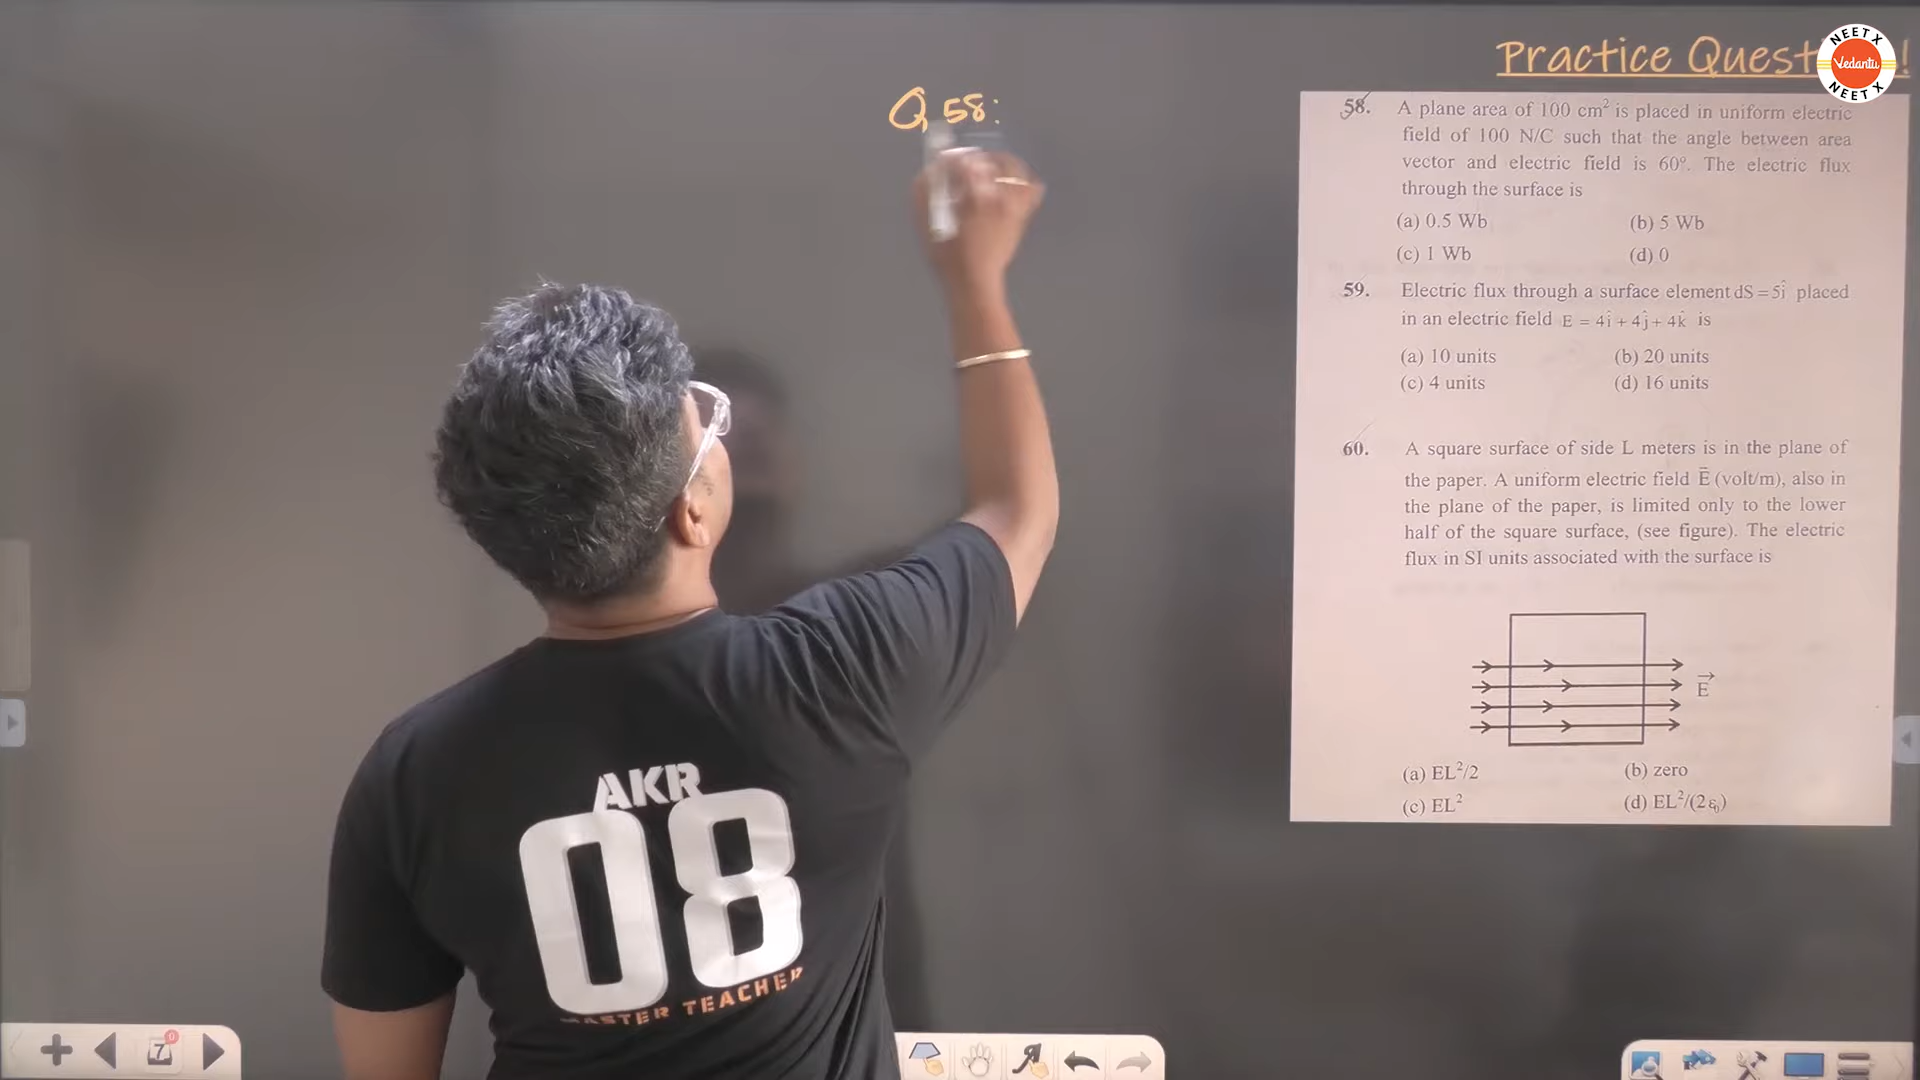 Practice Quest !
NEET X
Vedantu
NEET X
Q 58:
58. A plane area of 100 cm² is placed in uniform electric
field of 100 N/C such that the angle between area
vector and electric field is 60°. The electric flux
through the surface is
(a) 0.5 Wb (b) 5 Wb
(c) 1 Wb (d) 0
59. Electric flux through a surface element dS = 5î placed
in an electric field E = 4î + 4ĵ + 4k̂ is
(a) 10 units (b) 20 units
(c) 4 units (d) 16 units
60. A square surface of side L meters is in the plane of
the paper. A uniform electric field E⃗ (volt/m), also in
the plane of the paper, is limited only to the lower
half of the square surface, (see figure). The electric
flux in SI units associated with the surface is
E⃗
(a) EL²/2 (b) zero
(c) EL² (d) EL²/(2ε₀)
AKR
08
MASTER TEACHER
7
0